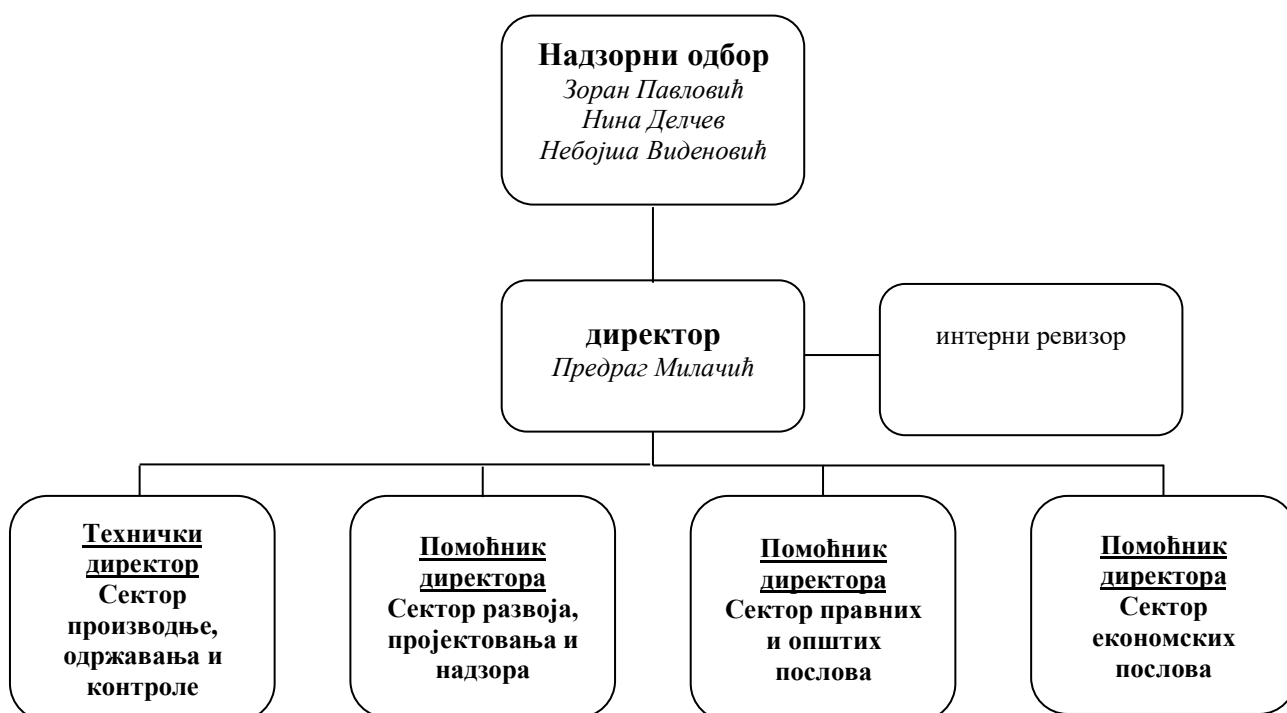 Надзорни одбор
Зоран Павловић
Нина Делчев
Небојша Виденовић
директор
Предраг Милачић
интерни ревизор
Технички
директор
Сектор
производње,
одржавања и
контроле
Помоћник
директора
Сектор развоја,
пројектовања и
надзора
Помоћник
директора
Сектор правних
и општих
послова
Помоћник
директора
Сектор
економских
послова